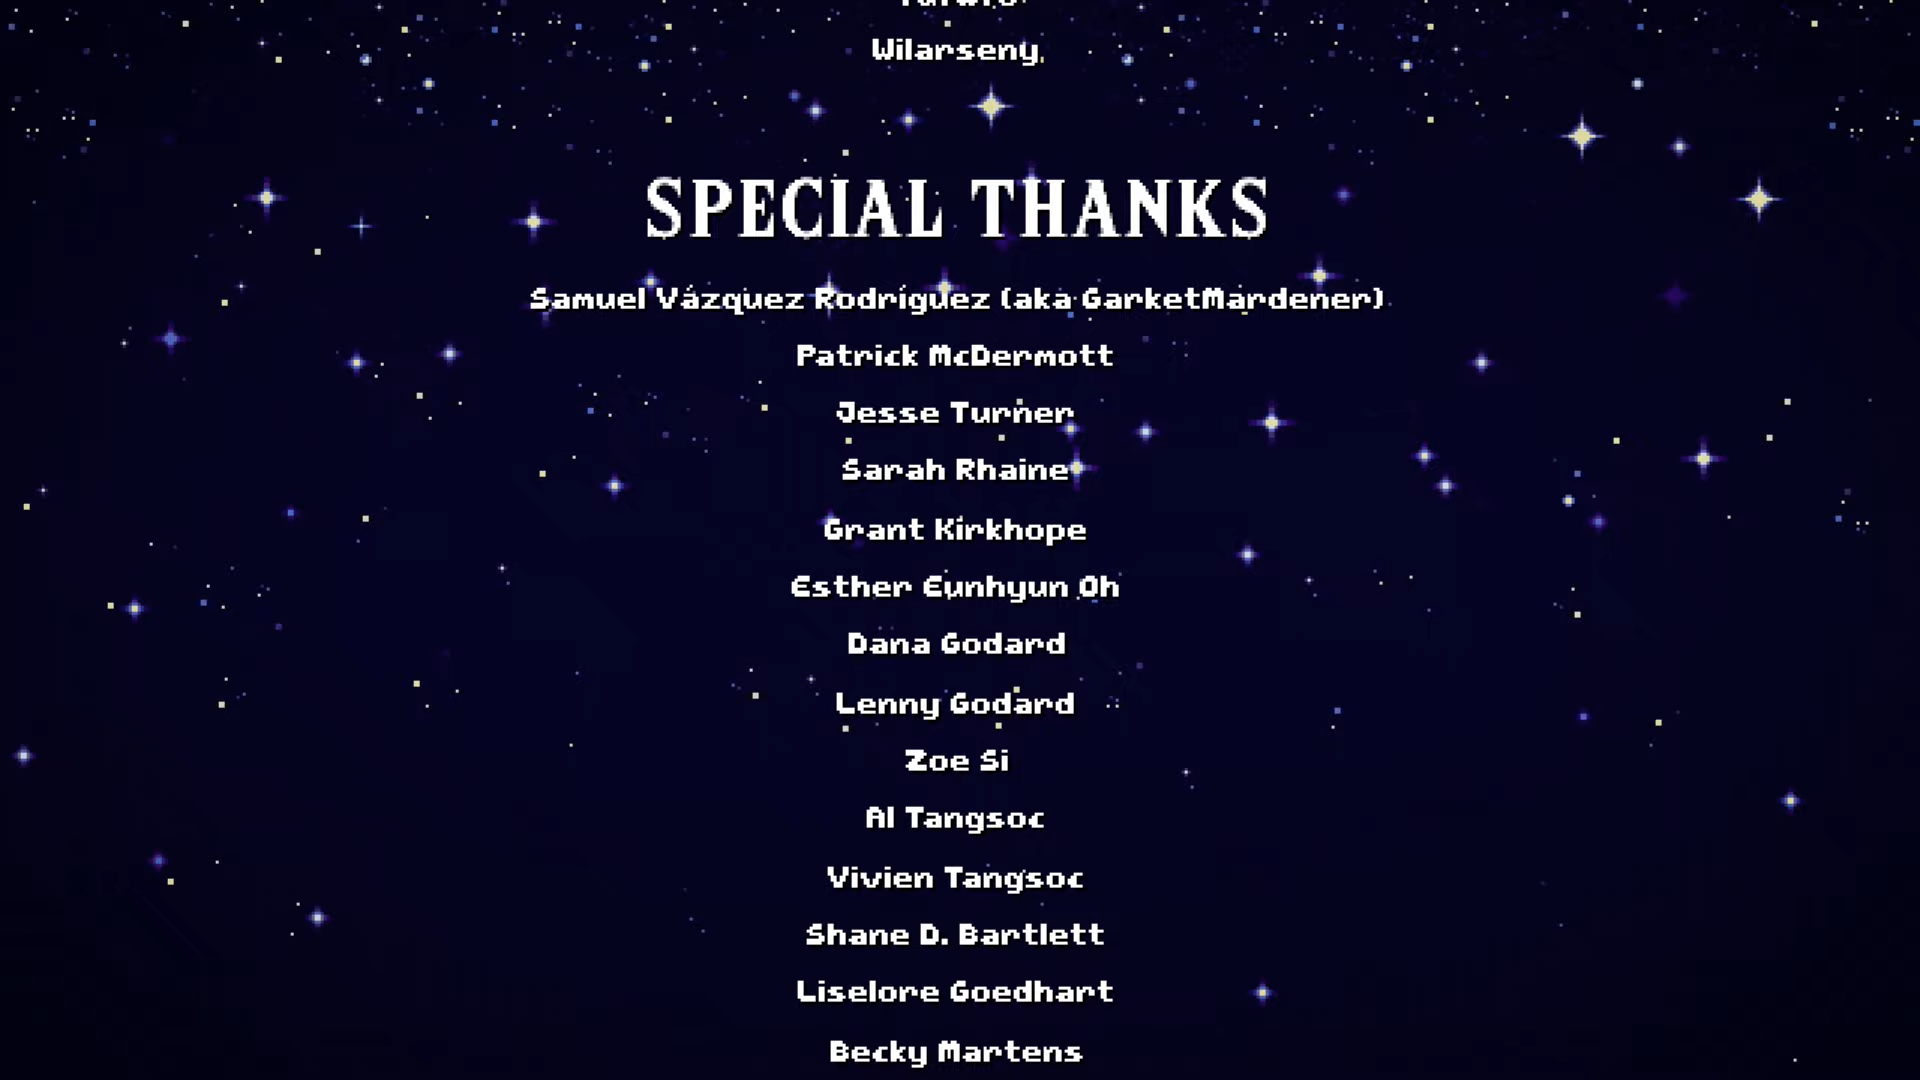 Wilarseny
SPECIAL THANKS
Samuel Vázquez Rodríguez (aka GarketMardener)
Patrick McDermott
Jesse Turner
Sarah Rhaine
Grant Kirkhope
Esther Eunhyun Oh
Dana Godard
Lenny Godard
Zoe Si
Al Tangsoc
Vivien Tangsoc
Shane D. Bartlett
Liselore Goedhart
Becky Martens